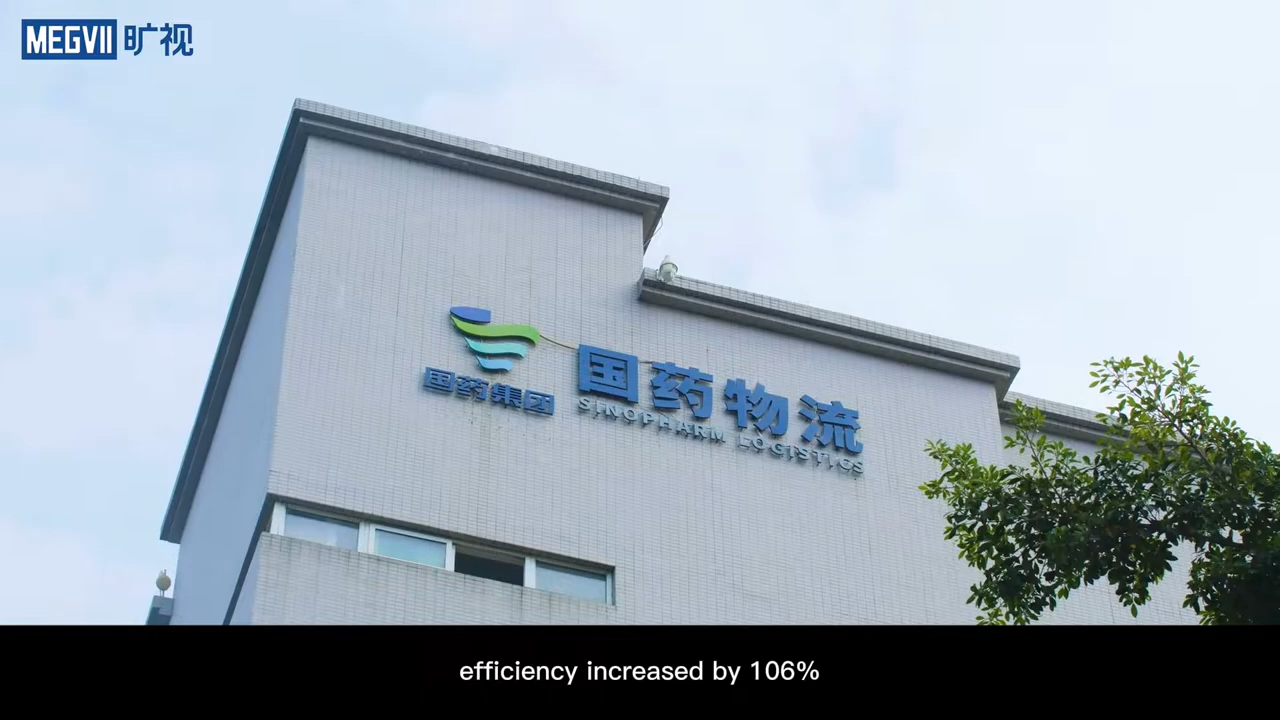 MEGVII 旷视
国药集团
国药物流
SINOPHARM LOGISTICS
efficiency increased by 106%